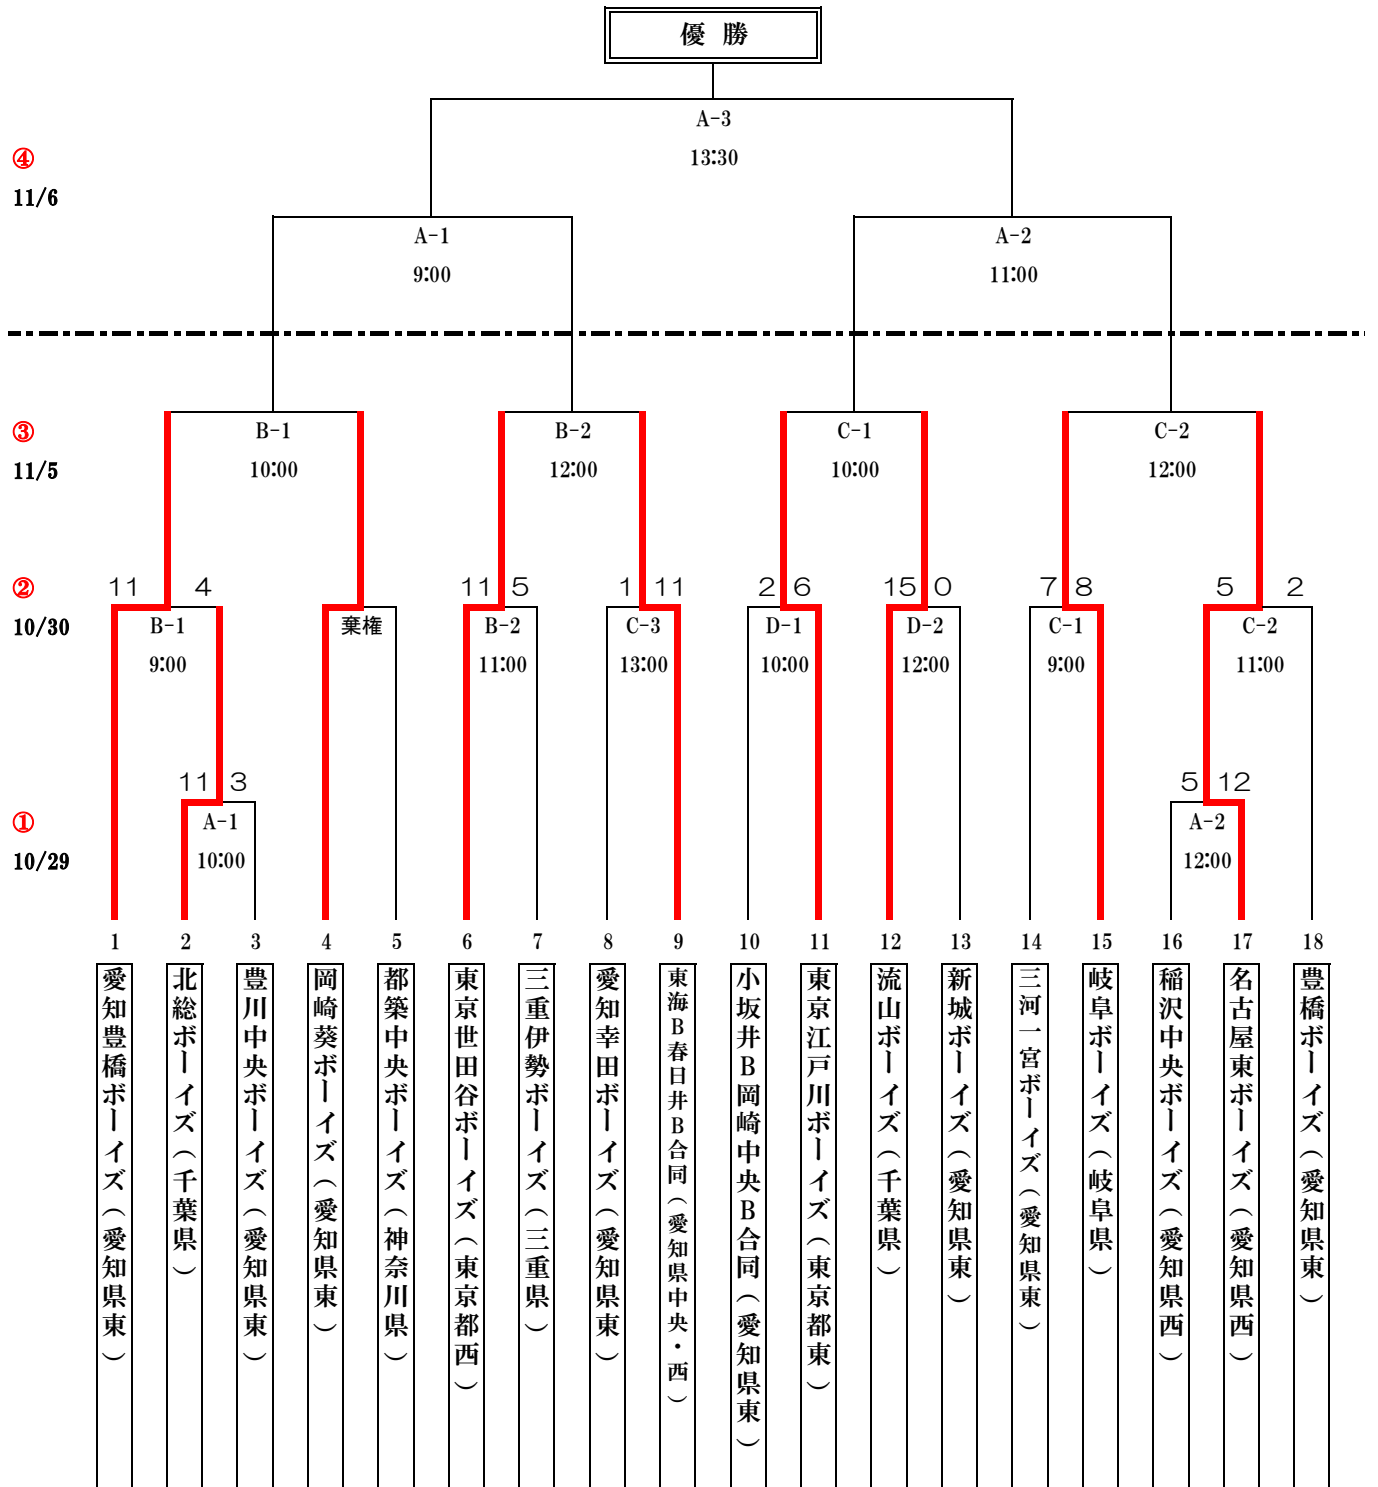 優 勝
A-3
13:30
④
11/6
A-1
9:00
A-2
11:00
③
11/5
B-1
10:00
B-2
12:00
C-1
10:00
C-2
12:00
②
10/30
11 4
B-1
9:00
棄権
11 5
B-2
11:00
1 11
C-3
13:00
2 6
D-1
10:00
15 0
D-2
12:00
7 8
C-1
9:00
5 2
C-2
11:00
①
10/29
11 3
A-1
10:00
5 12
A-2
12:00
1 2 3 4 5 6 7 8 9 10 11 12 13 14 15 16 17 18
愛知豊橋ボーイズ（愛知県東）
北総ボーイズ（千葉県）
豊川中央ボーイズ（愛知県東）
岡崎葵ボーイズ（愛知県東）
都築中央ボーイズ（神奈川県）
東京世田谷ボーイズ（東京都西）
三重伊勢ボーイズ（三重県）
愛知幸田ボーイズ（愛知県東）
東海B春日井B合同（愛知県中央・西）
小坂井B岡崎中央B合同（愛知県東）
東京江戸川ボーイズ（東京都東）
流山ボーイズ（千葉県）
新城ボーイズ（愛知県東）
三河一宮ボーイズ（愛知県東）
岐阜ボーイズ（岐阜県）
稲沢中央ボーイズ（愛知県西）
名古屋東ボーイズ（愛知県西）
豊橋ボーイズ（愛知県東）